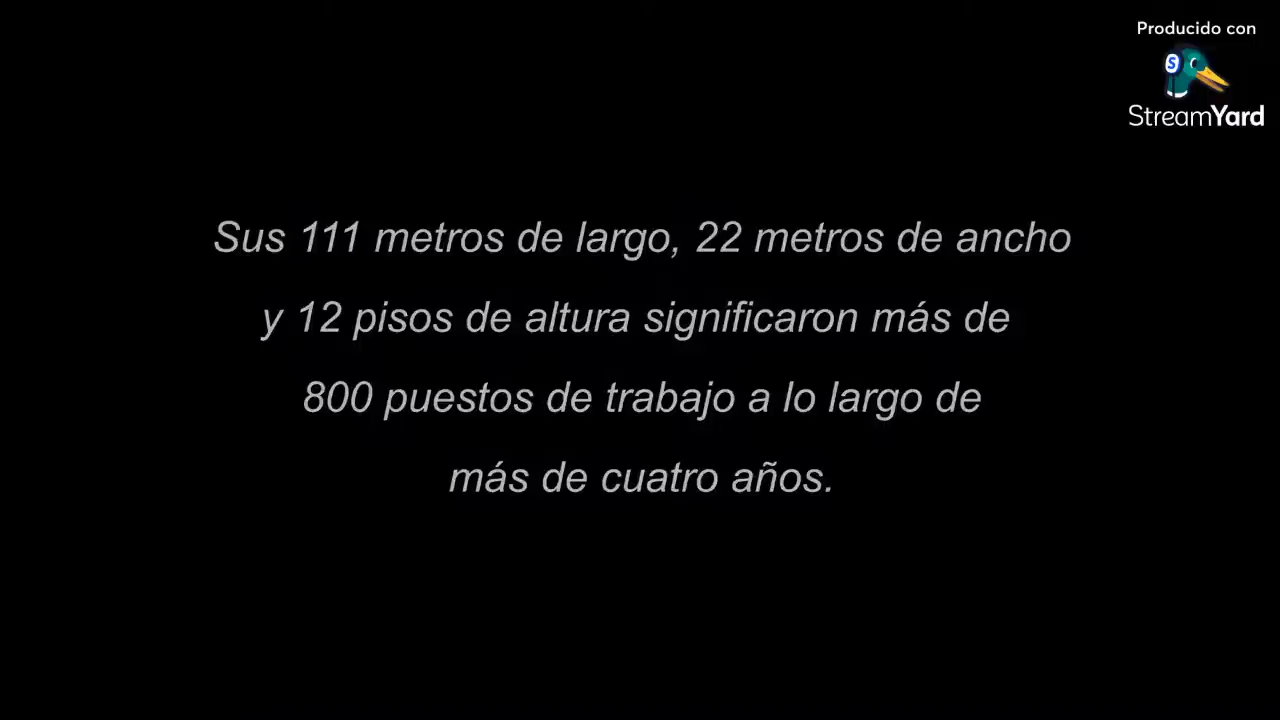 Producido con
S
StreamYard
Sus 111 metros de largo, 22 metros de ancho
y 12 pisos de altura significaron más de
800 puestos de trabajo a lo largo de
más de cuatro años.